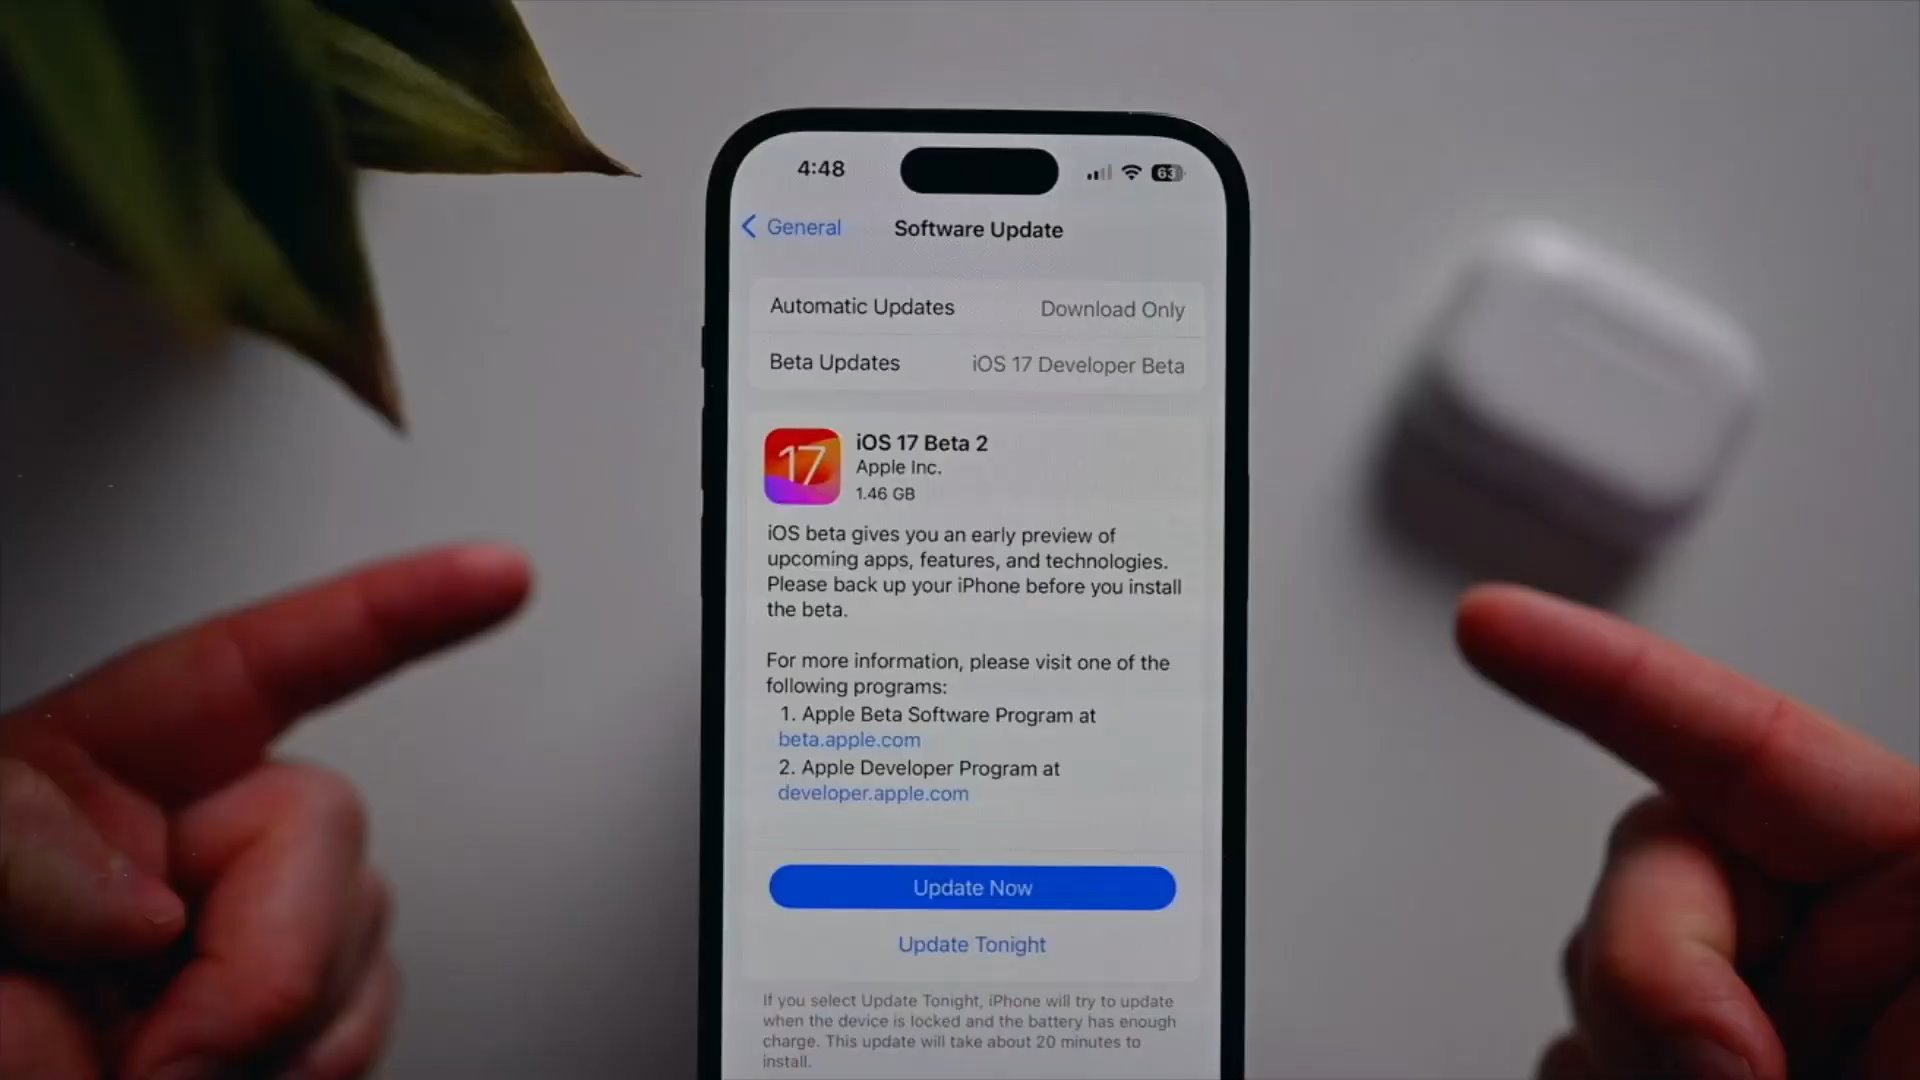 4:48
63
General
Software Update
Automatic Updates
Download Only
Beta Updates
iOS 17 Developer Beta
17
iOS 17 Beta 2
Apple Inc.
1.46 GB
iOS beta gives you an early preview of
upcoming apps, features, and technologies.
Please back up your iPhone before you install
the beta.
For more information, please visit one of the
following programs:
1. Apple Beta Software Program at
beta.apple.com
2. Apple Developer Program at
developer.apple.com
Update Now
Update Tonight
If you select Update Tonight, iPhone will try to update
when the device is locked and the battery has enough
charge. This update will take about 20 minutes to
install.